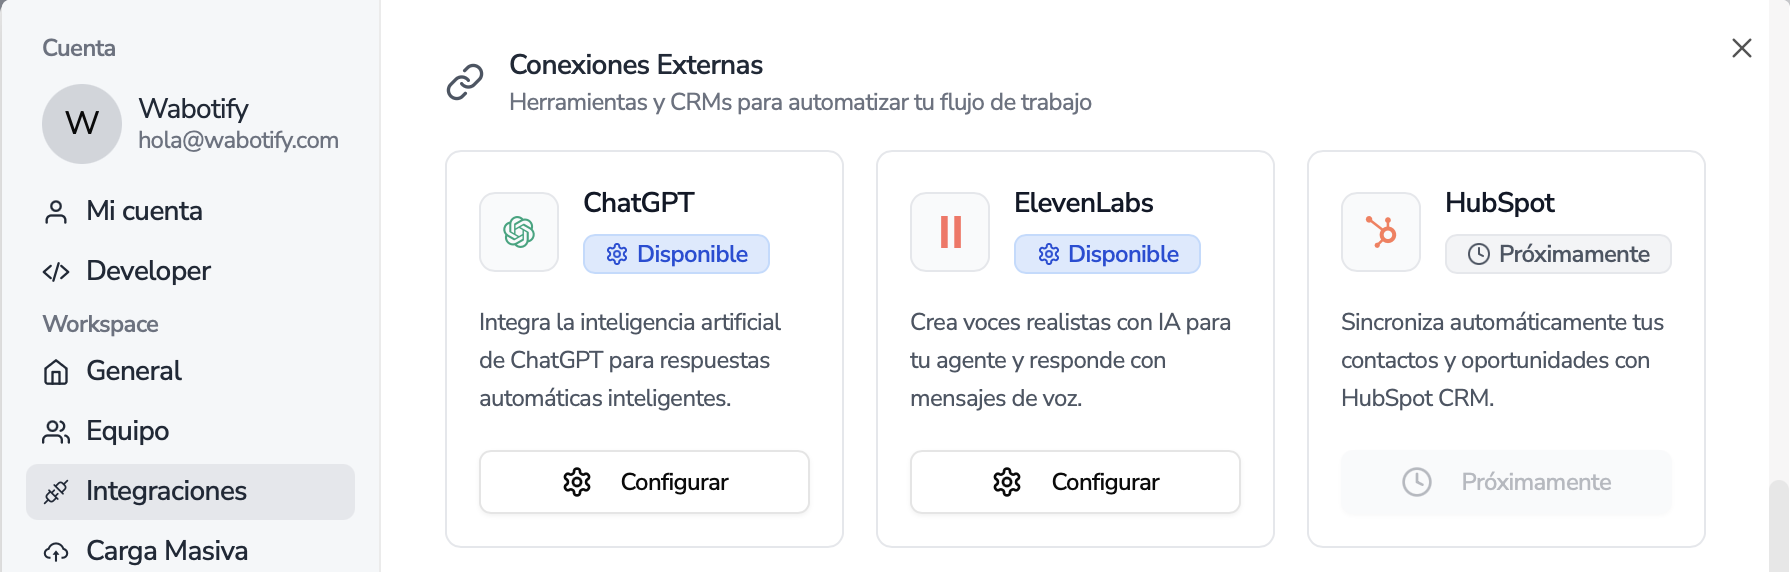 Cuenta
W
Wabotify
hola@wabotify.com
Mi cuenta
Developer
Workspace
General
Equipo
Integraciones
Carga Masiva
Conexiones Externas
Herramientas y CRMs para automatizar tu flujo de trabajo
ChatGPT
Disponible
Integra la inteligencia artificial
de ChatGPT para respuestas
automáticas inteligentes.
Configurar
ElevenLabs
Disponible
Crea voces realistas con IA para
tu agente y responde con
mensajes de voz.
Configurar
HubSpot
Próximamente
Sincroniza automáticamente tus
contactos y oportunidades con
HubSpot CRM.
Próximamente